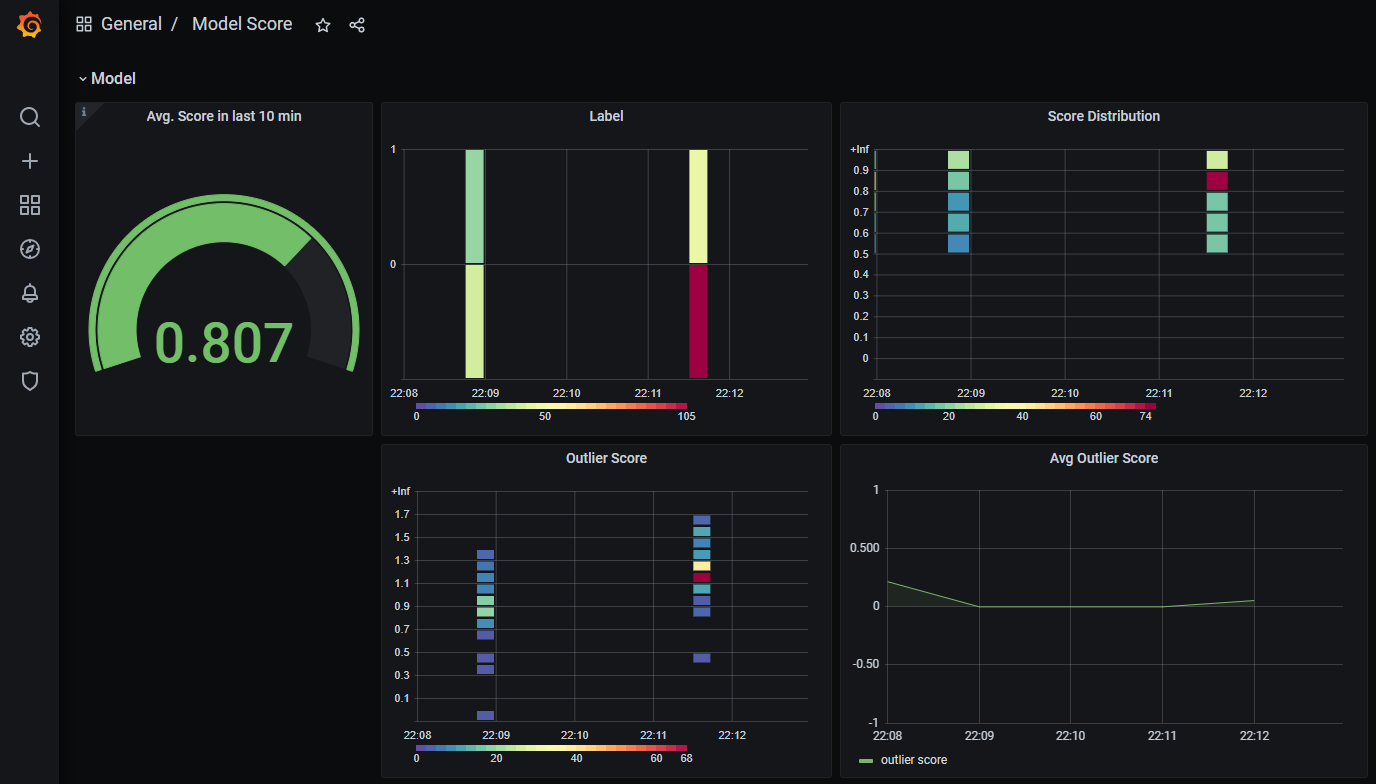 General / Model Score
Model
i
Avg. Score in last 10 min
0.807
Label
1
0
22:08 22:09 22:10 22:11 22:12
0 50 105
Score Distribution
+Inf
0.9
0.8
0.7
0.6
0.5
0.4
0.3
0.2
0.1
0
22:08 22:09 22:10 22:11 22:12
0 20 40 60 74
Outlier Score
+Inf
1.7
1.5
1.3
1.1
0.9
0.7
0.5
0.3
0.1
22:08 22:09 22:10 22:11 22:12
0 20 40 60 68
Avg Outlier Score
1
0.500
0
-0.50
-1
22:08 22:09 22:10 22:11 22:12
outlier score